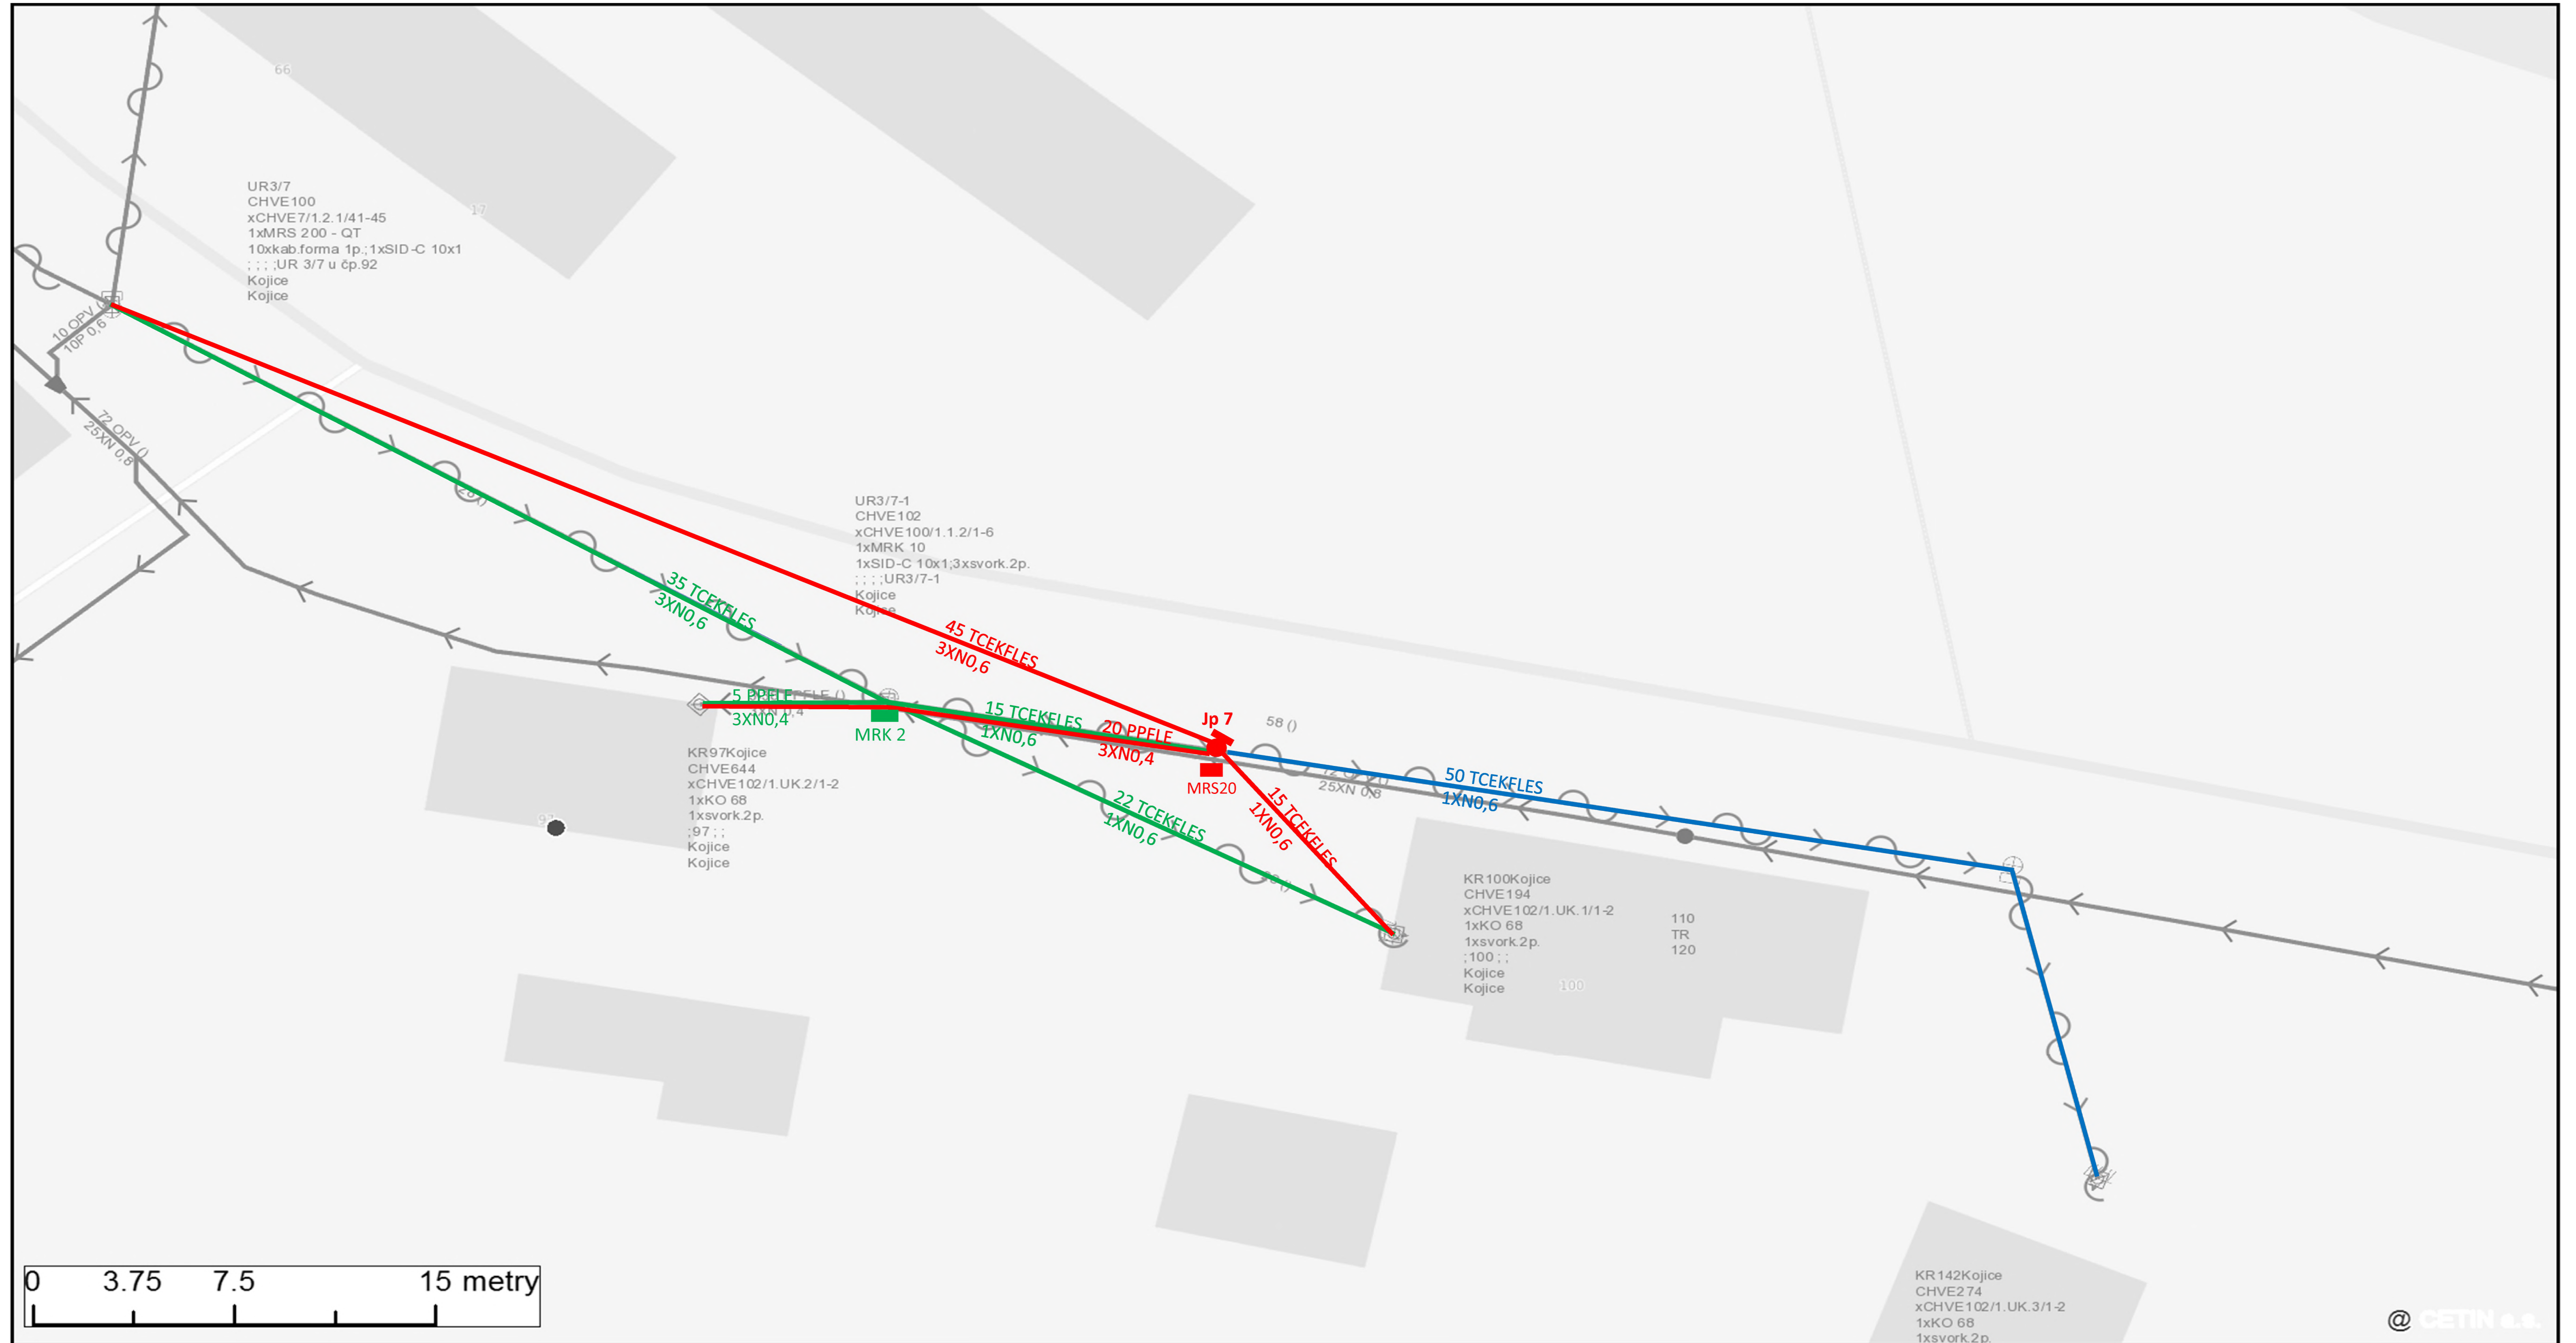 66
17
UR3/7
CHVE100
xCHVE7/1.2.1/41-45
1xMRS 200 - QT
10xkab.forma 1p.;1xSID-C 10x1
; ; ; ;UR 3/7 u čp.92
Kojice
Kojice
10 OPV
10P 0,6
72 OPV ()
25XN 0,8
UR3/7-1
CHVE102
xCHVE100/1.1.2/1-6
1xMRK 10
1xSID-C 10x1;3xsvork.2p.
; ; ; ;UR3/7-1
Kojice
Kojice
35 TCEKFLES
3XN0,6
45 TCEKFLES
3XN0,6
5 PPFLE
3XN0,4
MRK 2
15 TCEKFLES
1XN0,6
20 PPFLE
3XN0,4
Jp 7
MRS20
58 ()
25XN 0,8
50 TCEKFLES
1XN0,6
15 TCEKFLES
1XN0,6
22 TCEKFLES
1XN0,6
KR97Kojice
CHVE644
xCHVE102/1.UK.2/1-2
1xKO 68
1xsvork.2p.
;97 ; ;
Kojice
Kojice
KR100Kojice
CHVE194
xCHVE102/1.UK.1/1-2
1xKO 68
1xsvork.2p.
;100 ; ;
Kojice
Kojice
110
TR
120
100
KR142Kojice
CHVE274
xCHVE102/1.UK.3/1-2
1xKO 68
1xsvork.2p.
0 3.75 7.5 15 metry
@ CETIN a.s.